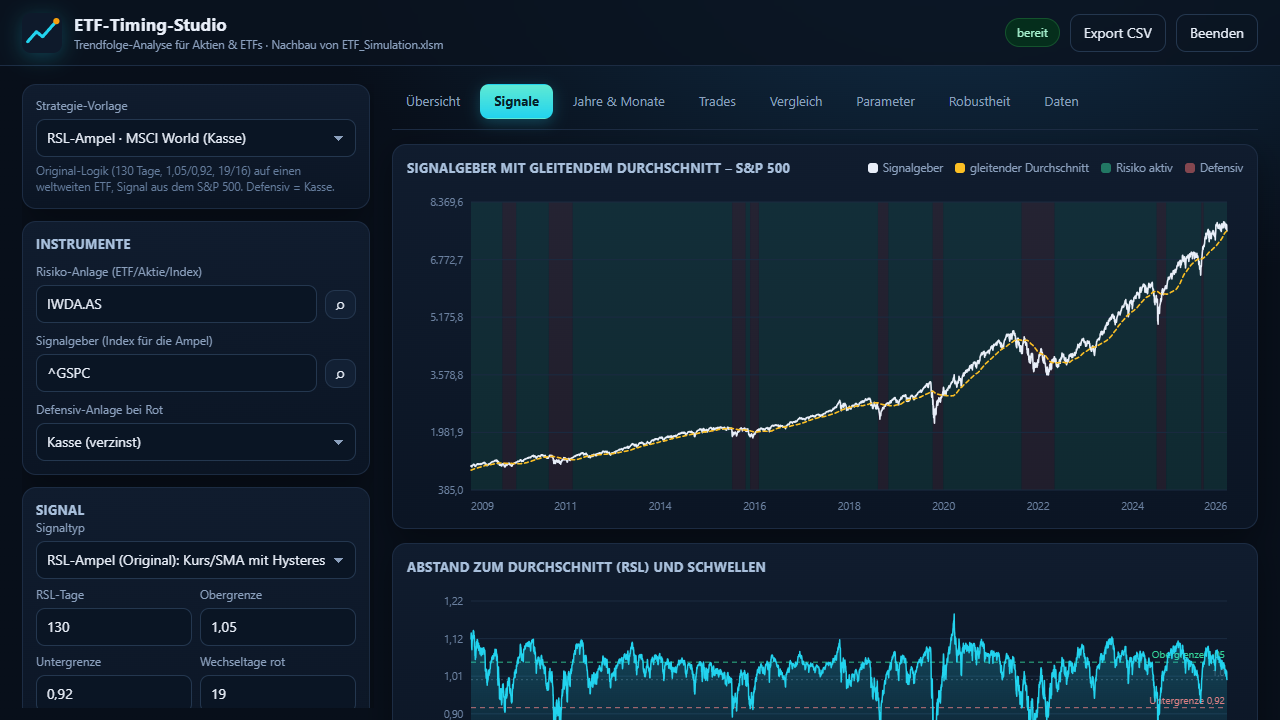 ETF-Timing-Studio
Trendfolge-Analyse für Aktien & ETFs · Nachbau von ETF_Simulation.xlsm
bereit
Export CSV
Beenden
Strategie-Vorlage
RSL-Ampel · MSCI World (Kasse)
Original-Logik (130 Tage, 1,05/0,92, 19/16) auf einen
weltweiten ETF, Signal aus dem S&P 500. Defensiv = Kasse.
INSTRUMENTE
Risiko-Anlage (ETF/Aktie/Index)
IWDA.AS
Signalgeber (Index für die Ampel)
^GSPC
Defensiv-Anlage bei Rot
Kasse (verzinst)
SIGNAL
Signaltyp
RSL-Ampel (Original): Kurs/SMA mit Hysteres
RSL-Tage
Obergrenze
130
1,05
Untergrenze
Wechseltage rot
0,92
19
Übersicht
Signale
Jahre & Monate
Trades
Vergleich
Parameter
Robustheit
Daten
SIGNALGEBER MIT GLEITENDEM DURCHSCHNITT – S&P 500
Signalgeber
gleitender Durchschnitt
Risiko aktiv
Defensiv
8.369,6
6.772,7
5.175,8
3.578,8
1.981,9
385,0
2009
2011
2014
2016
2018
2020
2022
2024
2026
ABSTAND ZUM DURCHSCHNITT (RSL) UND SCHWELLEN
1,22
1,12
1,01
0,90
Obergrenze 1,05
Untergrenze 0,92